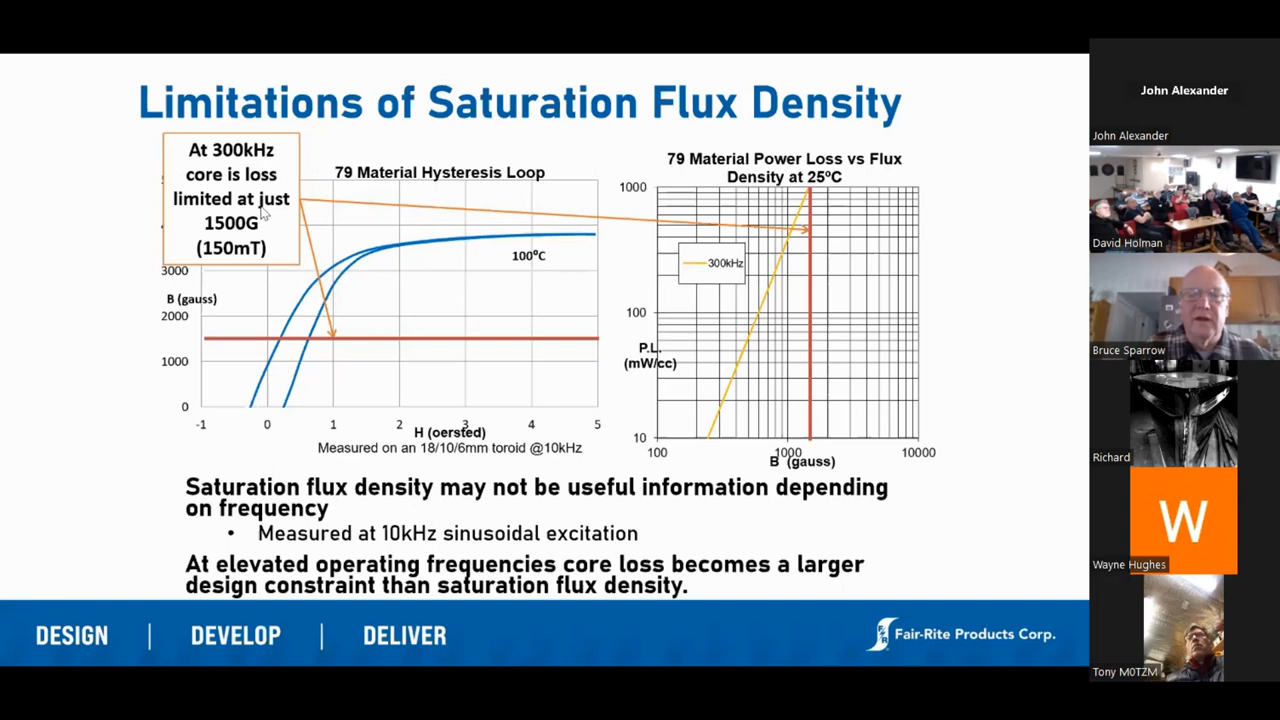 Limitations of Saturation Flux Density
At 300kHz
core is loss
limited at just
1500G
(150mT)
79 Material Hysteresis Loop
100°C
3000
B (gauss)
2000
1000
0
-1
0
1
2
3
4
5
H (oersted)
Measured on an 18/10/6mm toroid @10kHz
79 Material Power Loss vs Flux
Density at 25°C
1000
300kHz
100
P.L.
(mW/cc)
10
100
1000
10000
B (gauss)
Saturation flux density may not be useful information depending
on frequency
• Measured at 10kHz sinusoidal excitation
At elevated operating frequencies core loss becomes a larger
design constraint than saturation flux density.
DESIGN | DEVELOP | DELIVER
Fair-Rite Products Corp.
John Alexander
John Alexander
David Holman
Bruce Sparrow
Richard
W
Wayne Hughes
Tony M0TZM